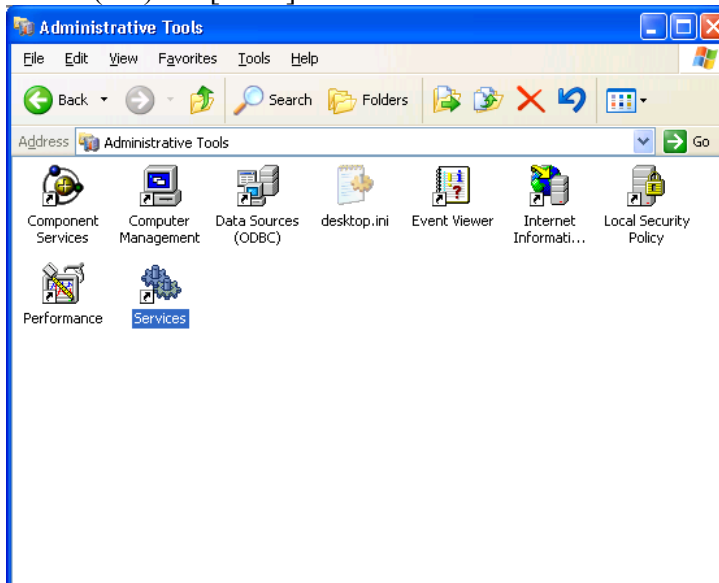 Administrative Tools
File Edit View Favorites Tools Help
Back Search Folders
Address Administrative Tools Go
Component Services
Computer Management
Data Sources (ODBC)
desktop.ini
Event Viewer
Internet Informati...
Local Security Policy
Performance
Services